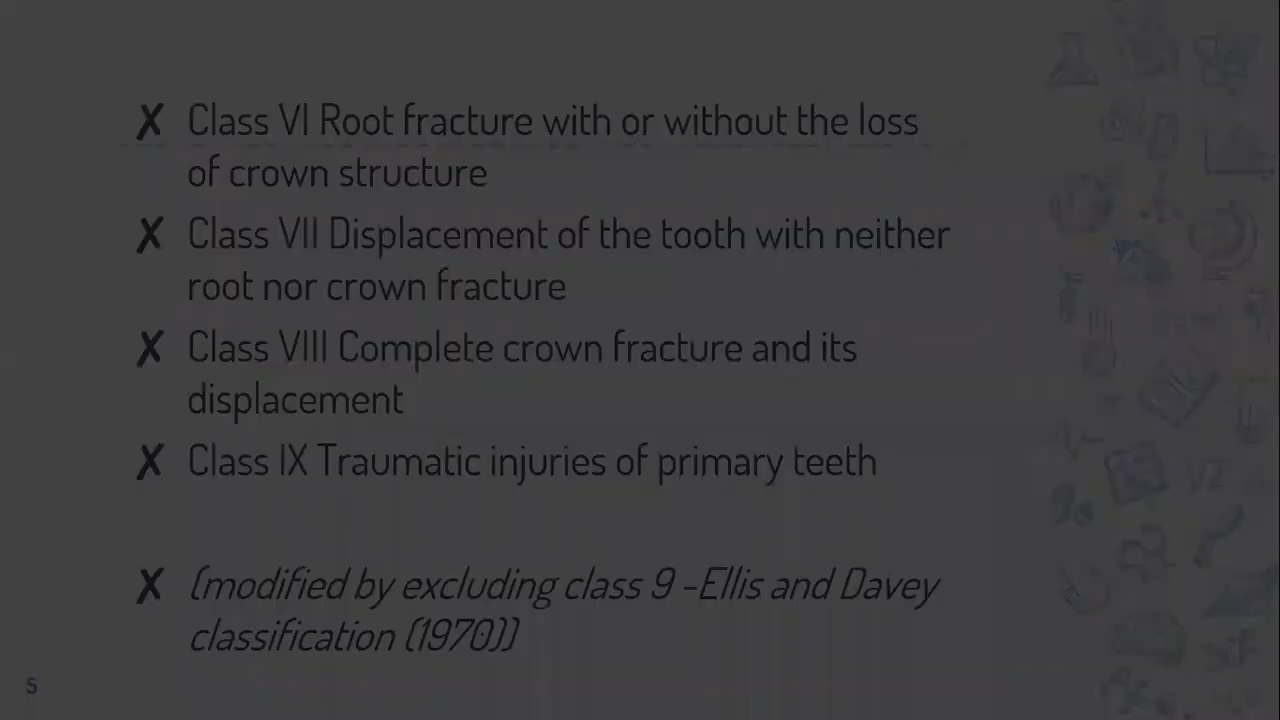 ✗ Class VI Root fracture with or without the loss
of crown structure
✗ Class VII Displacement of the tooth with neither
root nor crown fracture
✗ Class VIII Complete crown fracture and its
displacement
✗ Class IX Traumatic injuries of primary teeth
✗ (modified by excluding class 9 -Ellis and Davey
classification (1970))
5